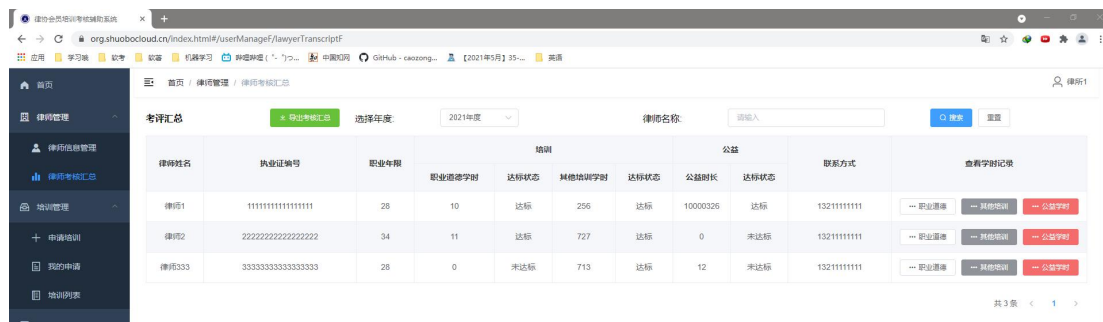 律协会员培训考核辅助系统
org.shuobocloud.cn/index.html#/userManageF/lawyerTranscriptF
应用 学习嘛 软考 软著 机器学习 哔哩哔哩 ( ゜- ゜)つ... 中国知网 GitHub - caozong... 【2021年5月】35-... 英语
首页
首页 / 律师管理 / 律师考核汇总
律所1
律师管理
律师信息管理
律师考核汇总
培训管理
申请培训
我的申请
培训列表
考评汇总 导出考核汇总 选择年度: 2021年度 律师名称: 请输入 搜索 重置
律师姓名 执业证编号 职业年限 培训 公益 联系方式 查看学时记录
职业道德学时 达标状态 其他培训学时 达标状态 公益时长 达标状态
律师1 11111111111111111 28 10 达标 256 达标 10000326 达标 13211111111 ··· 职业道德 ··· 其他培训 ··· 公益学时
律师2 22222222222222222 34 11 达标 727 达标 0 未达标 13211111111 ··· 职业道德 ··· 其他培训 ··· 公益学时
律师333 33333333333333333 28 0 未达标 713 达标 12 未达标 13211111111 ··· 职业道德 ··· 其他培训 ··· 公益学时
共 3 条 < 1 >